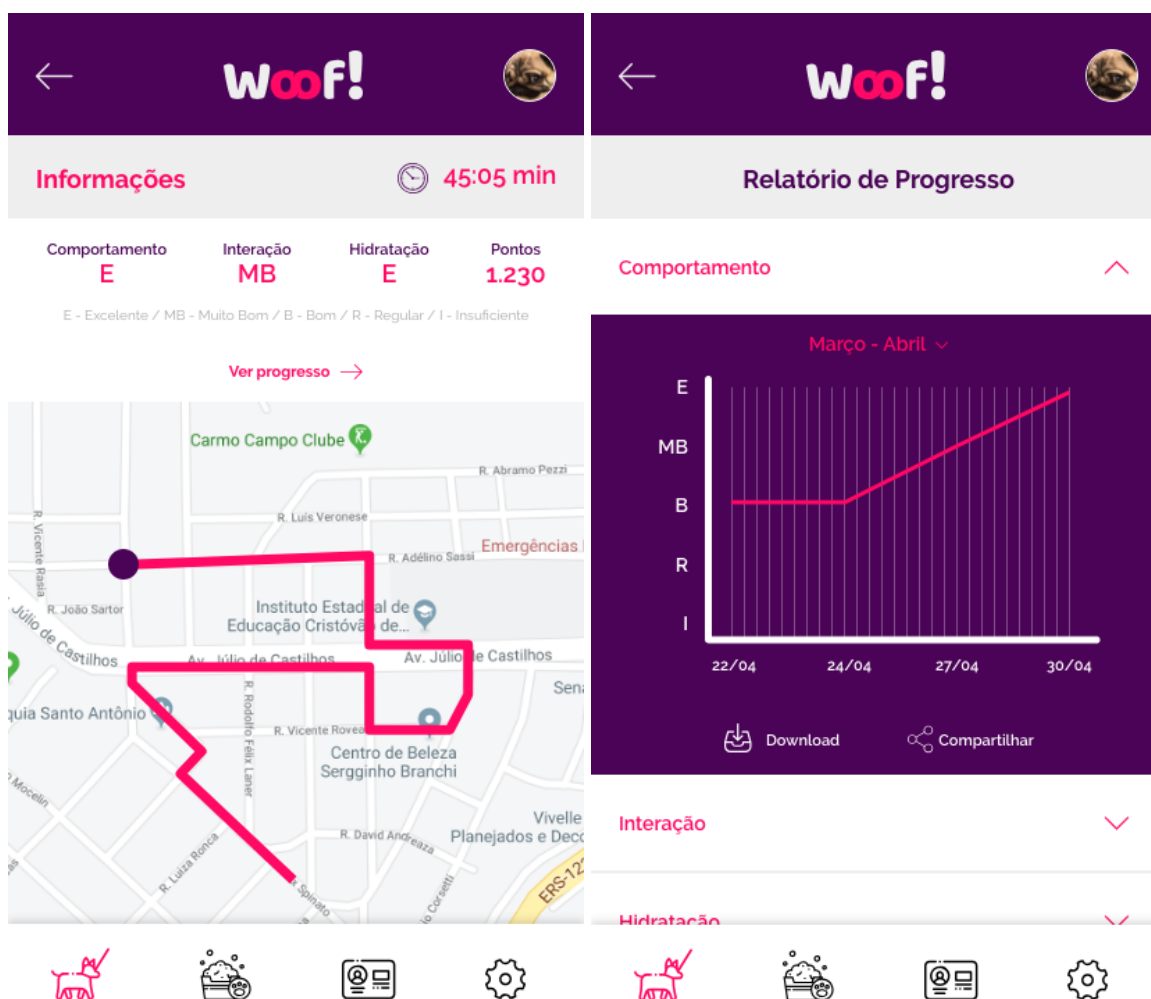 Woof!
Informações 45:05 min
Comportamento Interação Hidratação Pontos
E MB E 1.230
E - Excelente / MB - Muito Bom / B - Bom / R - Regular / I - Insuficiente
Ver progresso
Carmo Campo Clube
R. Abramo Pezzi
R. Luis Veronese
R. Vicente Rasia
R. Adélino Sassi
Emergências
R. João Sartor
Instituto Estadual de
Educação Cristóvão de...
Júlio de Castilhos
Av. Júlio de Castilhos
Av. Júlio de Castilhos
Sena
quia Santo Antônio
R. Rodolfo Félix Laner
R. Vicente Rovea
Centro de Beleza
Sergginho Branchi
Mocelin
Vivelle
Planejados e Deco
R. David Andreaza
R. Luiza Ronca
Spinato
Corsetti
ERS-122
Woof!
Relatório de Progresso
Comportamento
Março - Abril
E
MB
B
R
I
22/04 24/04 27/04 30/04
Download Compartilhar
Interação
Hidratação